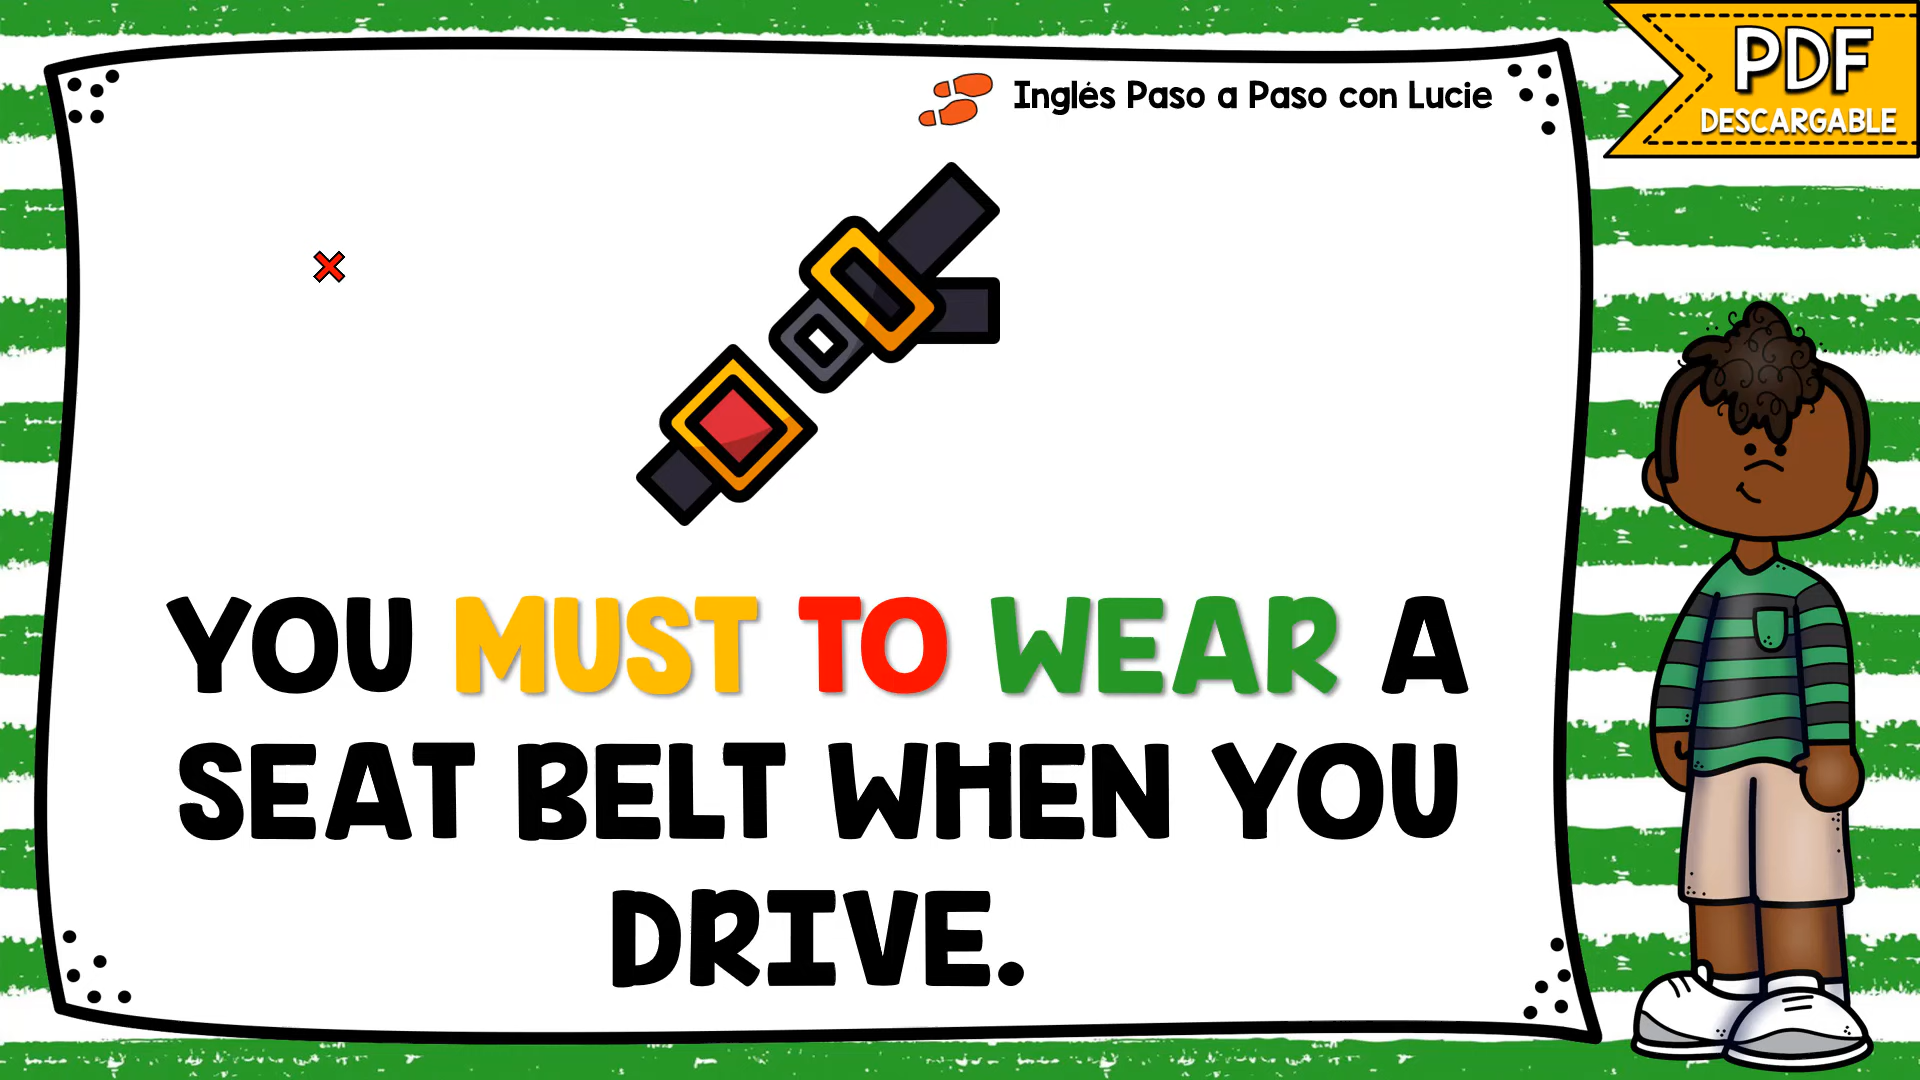 PDF
DESCARGABLE
Inglés Paso a Paso con Lucie
YOU MUST TO WEAR A
SEAT BELT WHEN YOU
DRIVE.